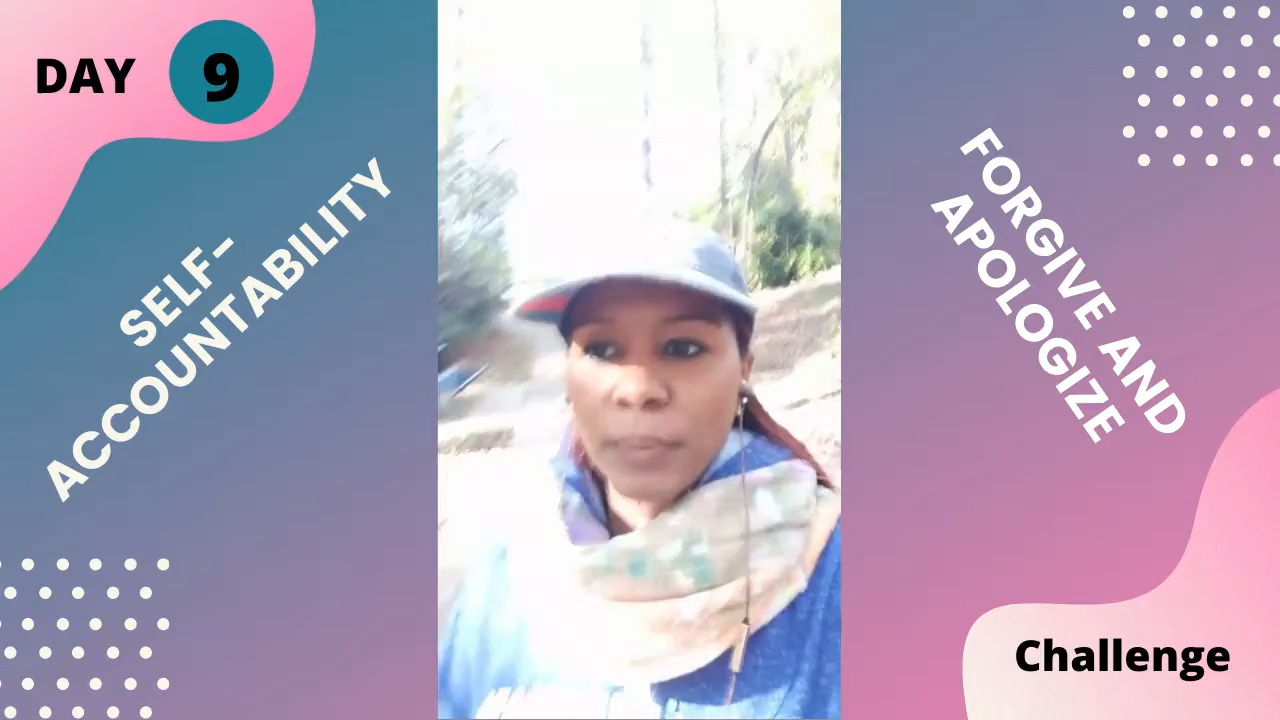 DAY 9
SELF-
ACCOUNTABILITY
FORGIVE AND
APOLOGIZE
Challenge